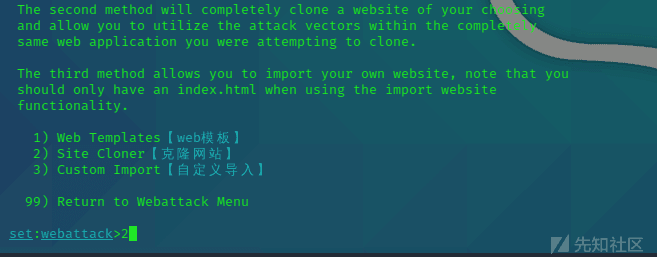 The second method will completely clone a website of your choosing
and allow you to utilize the attack vectors within the completely
same web application you were attempting to clone.
The third method allows you to import your own website, note that you
should only have an index.html when using the import website
functionality.
1) Web Templates【web模板】
2) Site Cloner【克隆网站】
3) Custom Import【自定义导入】
99) Return to Webattack Menu
set:webattack>2
先知社区